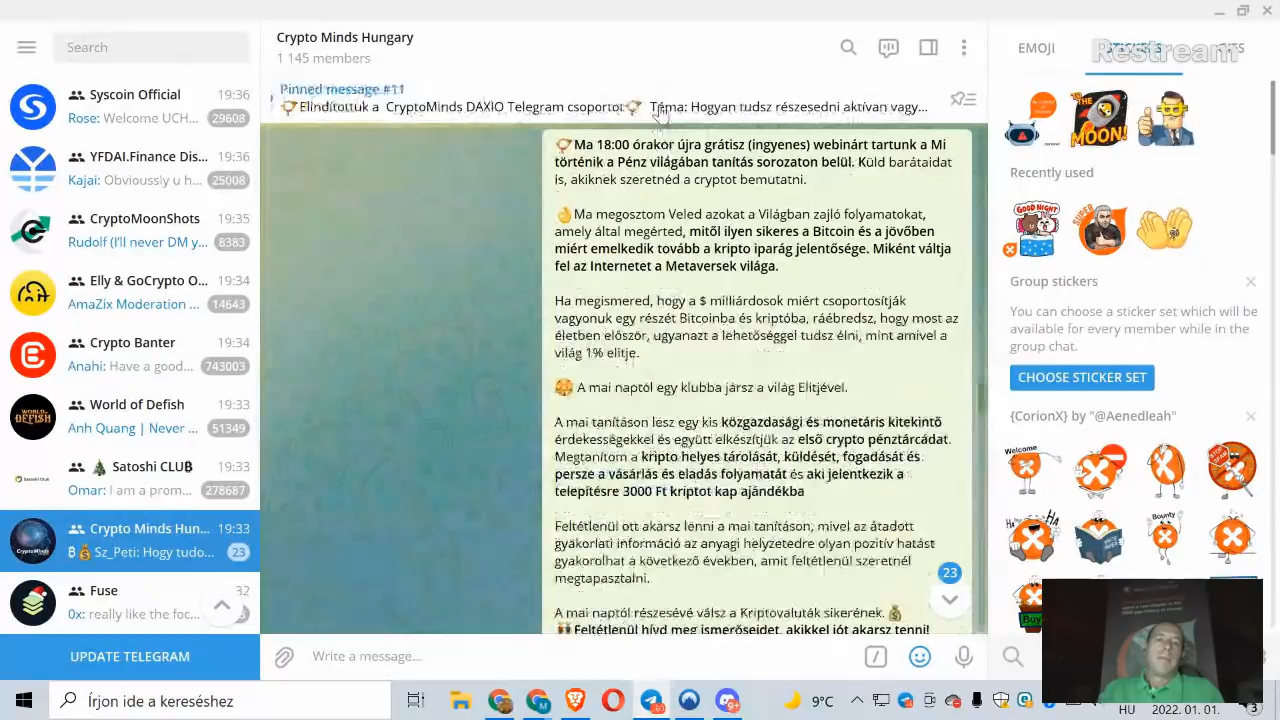 Search
Syscoin Official 19:36
Rose: Welcome UCH... 29608
YFDAI.Finance Dis... 19:36
Kajai: Obviously u h... 25008
CryptoMoonShots 19:35
Rudolf (I'll never DM y... 8383
Elly & GoCrypto O... 19:34
AmaZix Moderation ... 14643
Crypto Banter 19:34
Anahi: Have a good... 743003
World of Defish 19:33
Anh Quang | Never ... 51349
Satoshi CLUB 19:33
Omar: I am a prom... 278687
Crypto Minds Hun... 19:33
Sz_Peti: Hogy tudo... 23
Fuse 32
0x: really like the foc...
UPDATE TELEGRAM
Crypto Minds Hungary
1 145 members
Pinned message #11
Elindítottuk a CryptoMinds DAXIO Telegram csoportot Téma: Hogyan tudsz részesedni aktívan vagy...
Ma 18:00 órakor újra grátisz (ingyenes) webinárt tartunk a Mi
történik a Pénz világában tanítás sorozaton belül. Küld barátaidat
is, akiknek szeretnéd a cryptot bemutatni.
Ma megosztom Veled azokat a Világban zajló folyamatokat,
amely által megérted, mitől ilyen sikeres a Bitcoin és a jövőben
miért emelkedik tovább a kripto iparág jelentősége. Miként váltja
fel az Internetet a Metaversek világa.
Ha megismered, hogy a $ milliárdosok miért csoportosítják
vagyonuk egy részét Bitcoinba és kriptóba, ráébredsz, hogy most az
életben először, ugyanazt a lehetőséggel tudsz élni, mint amivel a
világ 1% elitje.
A mai naptól egy klubba jársz a világ Elitjével.
A mai tanításon lesz egy kis közgazdasági és monetáris kitekintő
érdekességekkel és együtt elkészítjük az első crypto pénztárcádat.
Megtanítom a kripto helyes tárolását, küldését, fogadását és
persze a vásárlás és eladás folyamatát és aki jelentkezik a
telepítésre 3000 Ft kriptot kap ajándékba
Feltétlenül ott akarsz lenni a mai tanításon, mivel az átadott
gyakorlati információ az anyagi helyzetedre olyan pozitív hatást
gyakorolhat a következő években, amit feltétlenül szeretnél
megtapasztalni.
A mai naptól részesévé válsz a Kriptovaluták sikerének.
Feltétlenül hívd meg ismerőseidet, akikkel jót akarsz tenni!
23
Write a message...
EMOJI
Restream
TO THE MOON!
Recently used
GOOD NIGHT
SUPER
Group stickers
You can choose a sticker set which will be
available for every member while in the
group chat.
CHOOSE STICKER SET
{CorionX} by "@Aenedleah"
Welcome
STOP SPAM
Bounty
Írjon ide a kereséshez
9°C
HU 2022. 01. 01.